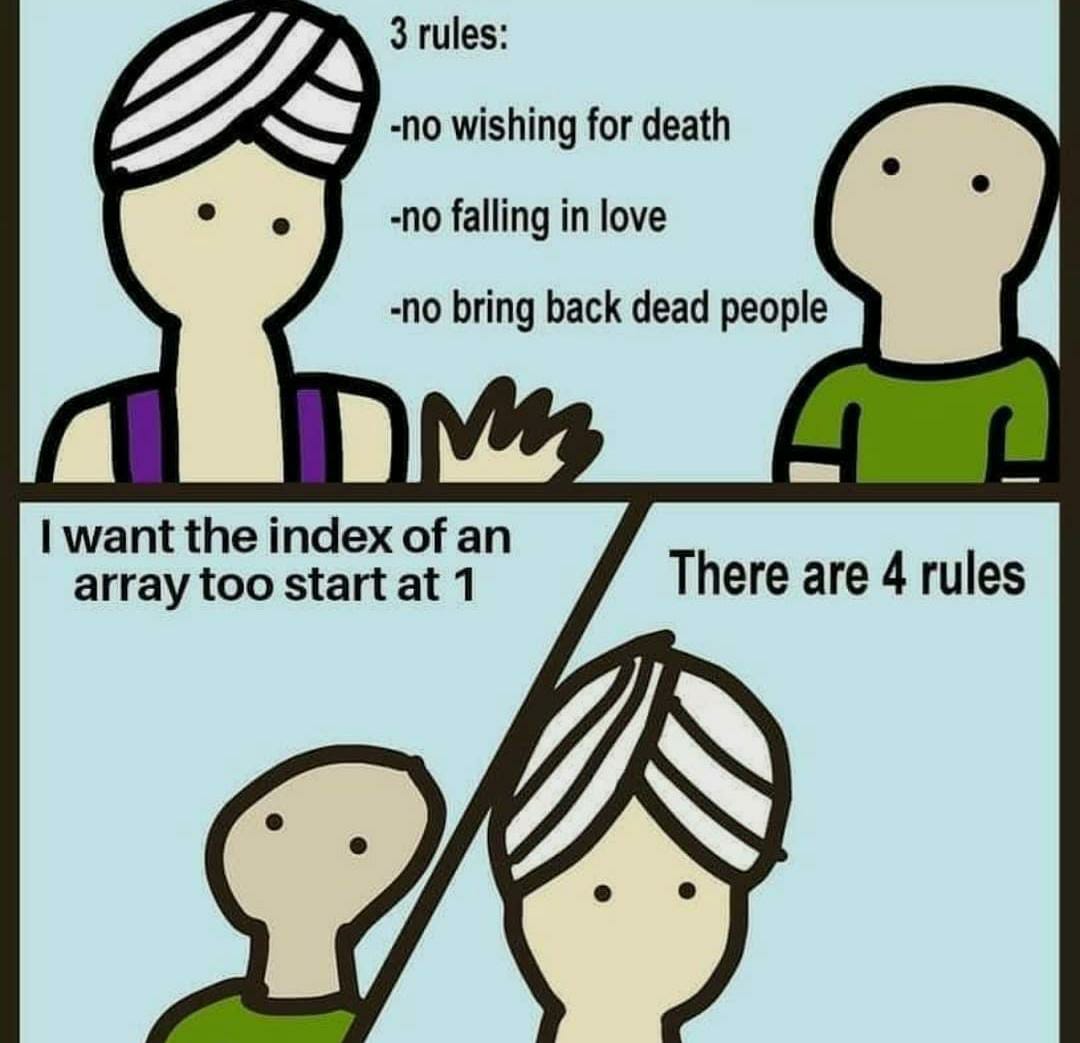 3 rules:
-no wishing for death
-no falling in love
-no bring back dead people
I want the index of an
array too start at 1
There are 4 rules